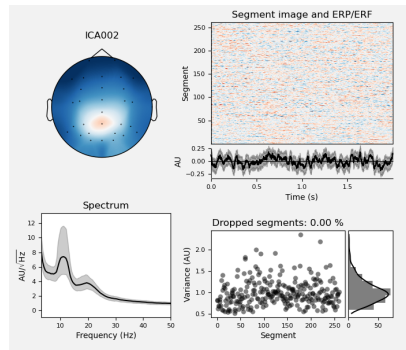 ICA002
Segment image and ERP/ERF
250
200
150
100
50
Segment
0.25
0.00
−0.25
AU
0.0 0.5 1.0 1.5
Time (s)
Spectrum
12
10
8
6
4
2
0
AU/√Hz
10 20 30 40 50
Frequency (Hz)
Dropped segments: 0.00 %
2.0
1.5
1.0
0.5
Variance (AU)
0 50 100 150 200 250
Segment
0 50